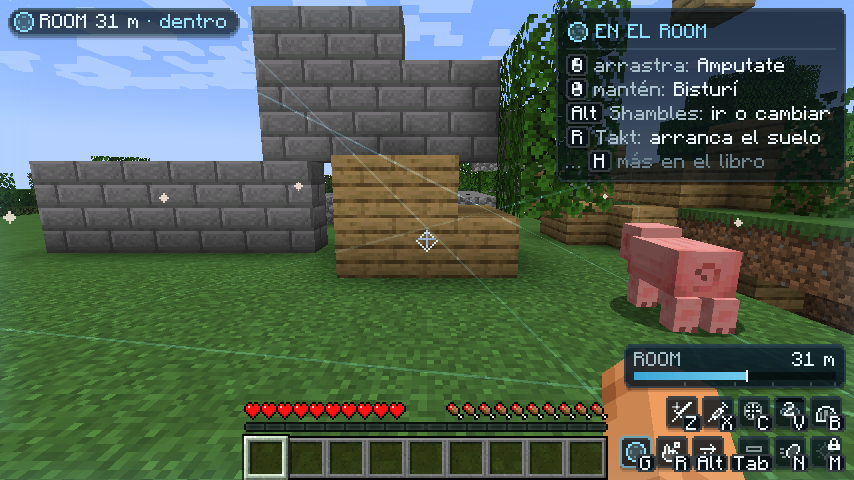 ROOM 31 m · dentro
EN EL ROOM
arrastra: Amputate
mantén: Bisturí
Alt Shambles: ir o cambiar
R Takt: arranca el suelo
... H más en el libro
ROOM 31 m
Z X C V B
G R Alt Tab N M